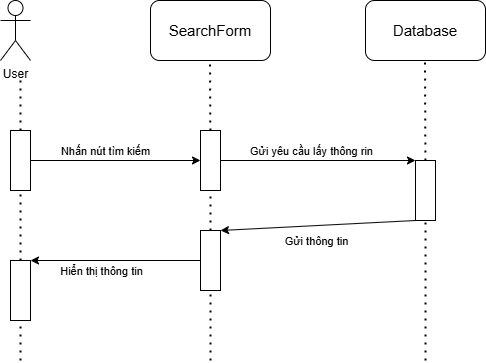 SearchForm
Database
User
Nhấn nút tìm kiếm
Gửi yêu cầu lấy thông rin
Gửi thông tin
Hiển thị thông tin